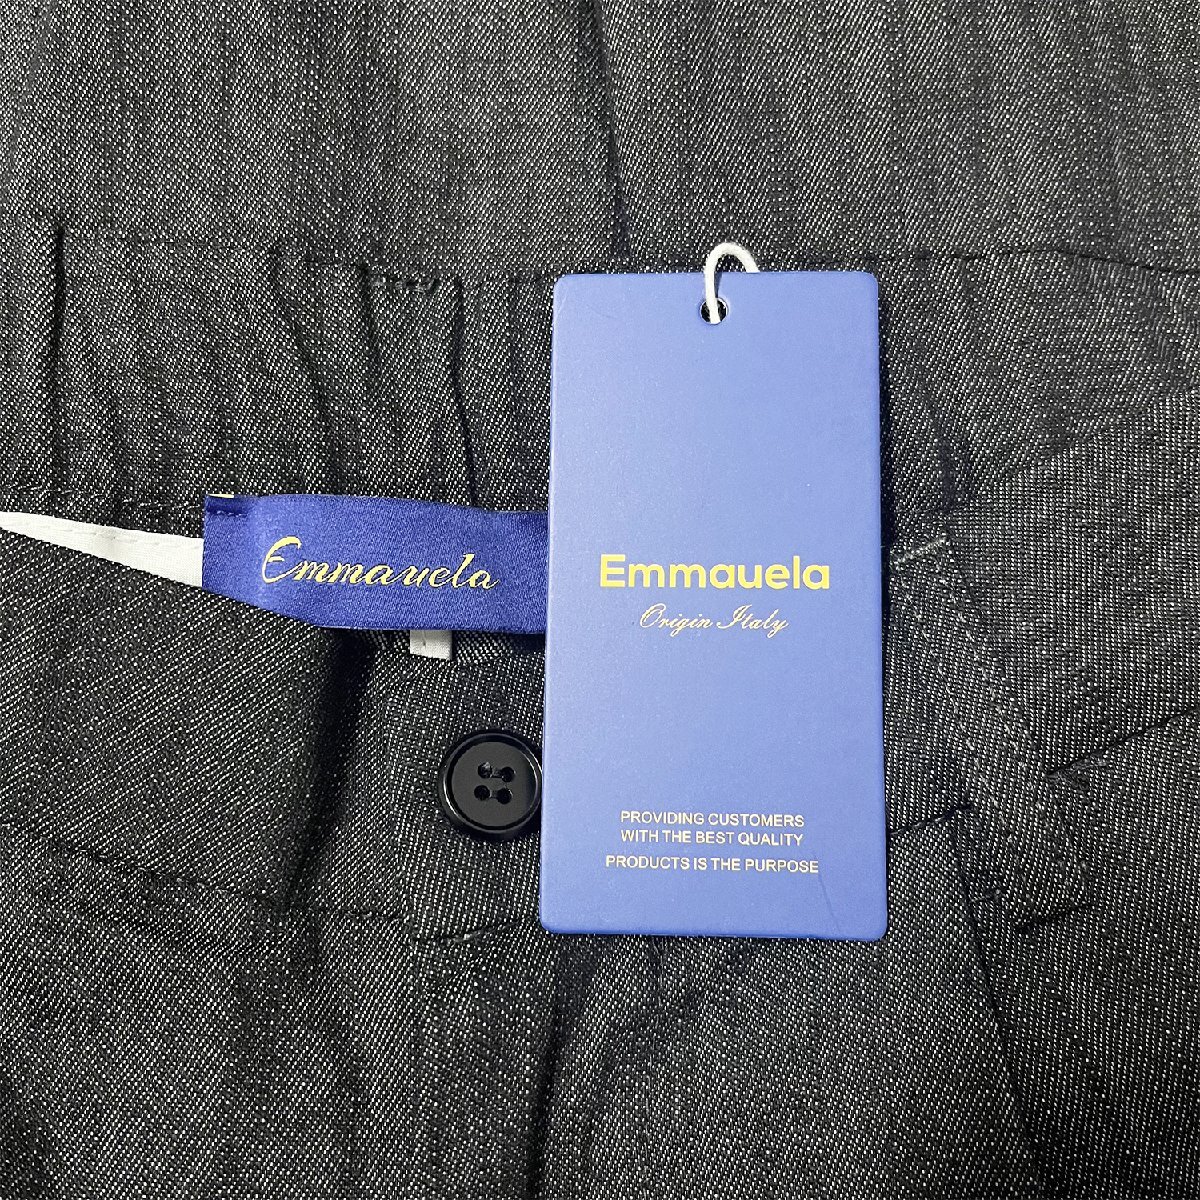 Emmauela
Emmauela
Origin Italy
PROVIDING CUSTOMERS
WITH THE BEST QUALITY
PRODUCTS IS THE PURPOSE